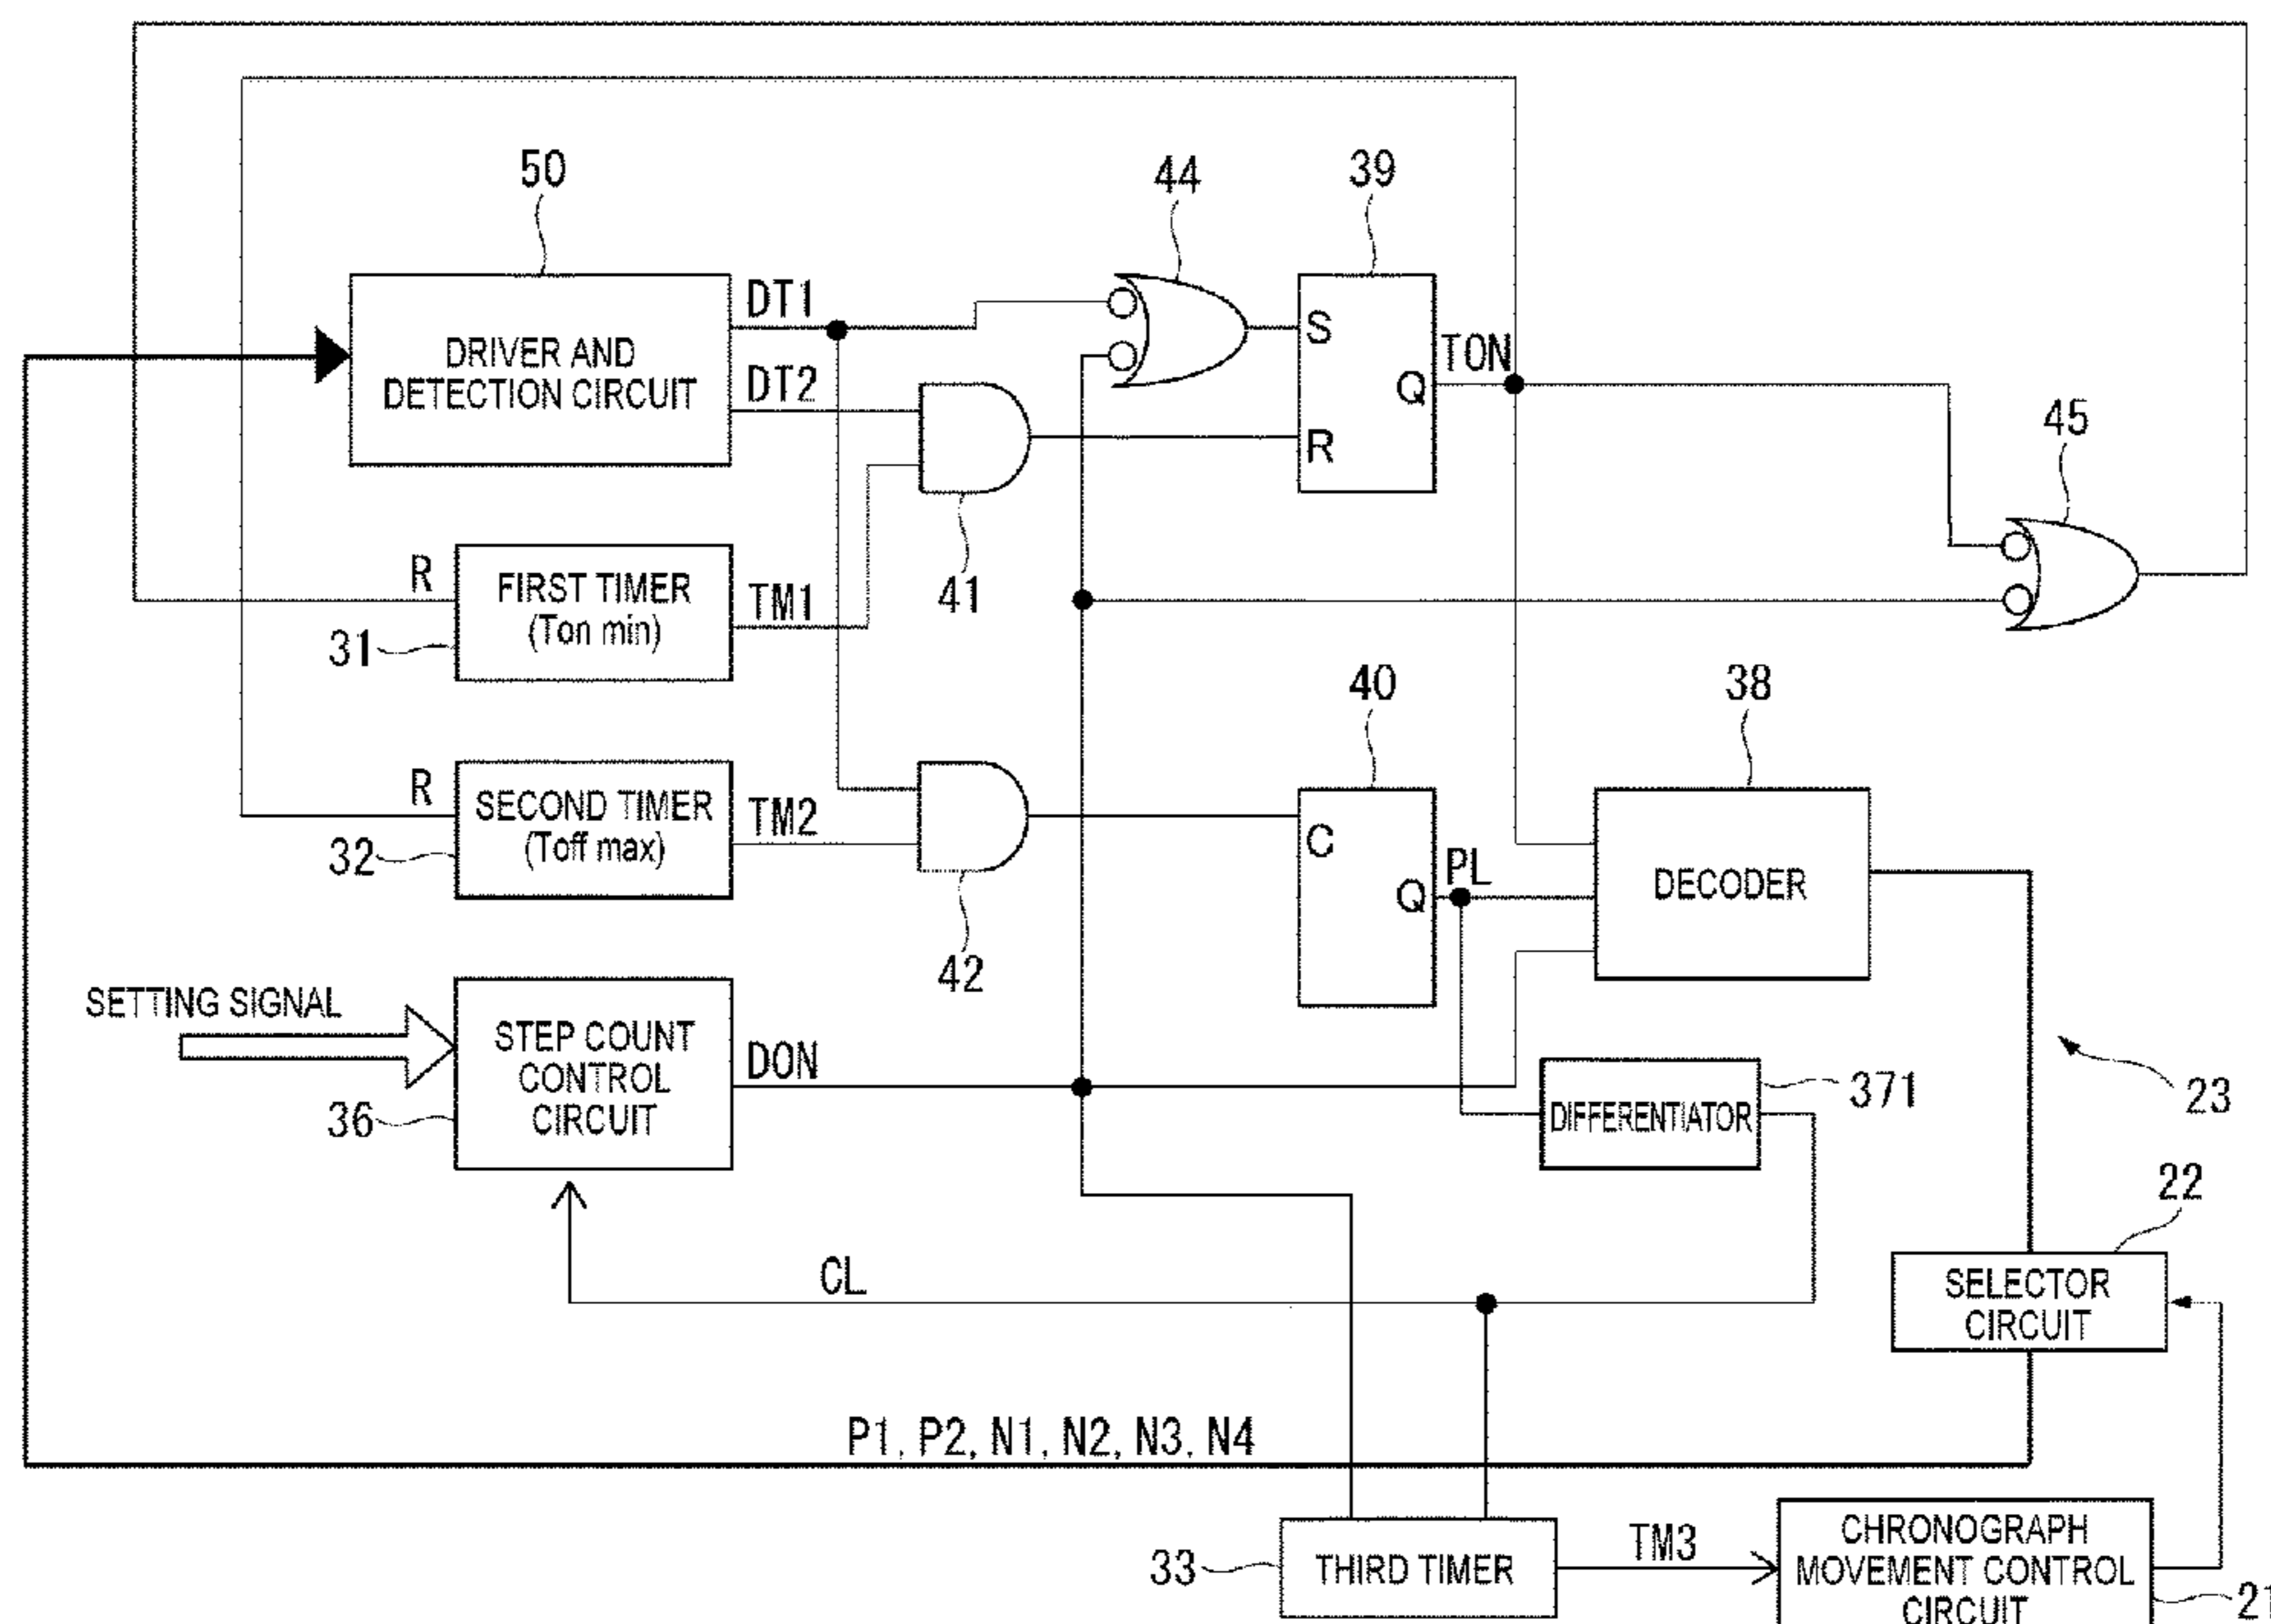 50
44
39
DT1
DRIVER AND
DETECTION CIRCUIT
DT2
S
R
Q
TON
41
45
R
FIRST TIMER
(Ton min)
31
TM1
40
38
R
SECOND TIMER
(Toff max)
32
TM2
42
C
Q
PL
DECODER
SETTING SIGNAL
STEP COUNT
CONTROL
CIRCUIT
36
DON
DIFFERENTIATOR
371
23
22
SELECTOR
CIRCUIT
CL
P1, P2, N1, N2, N3, N4
33
THIRD TIMER
TM3
CHRONOGRAPH
MOVEMENT CONTROL
CIRCUIT
21